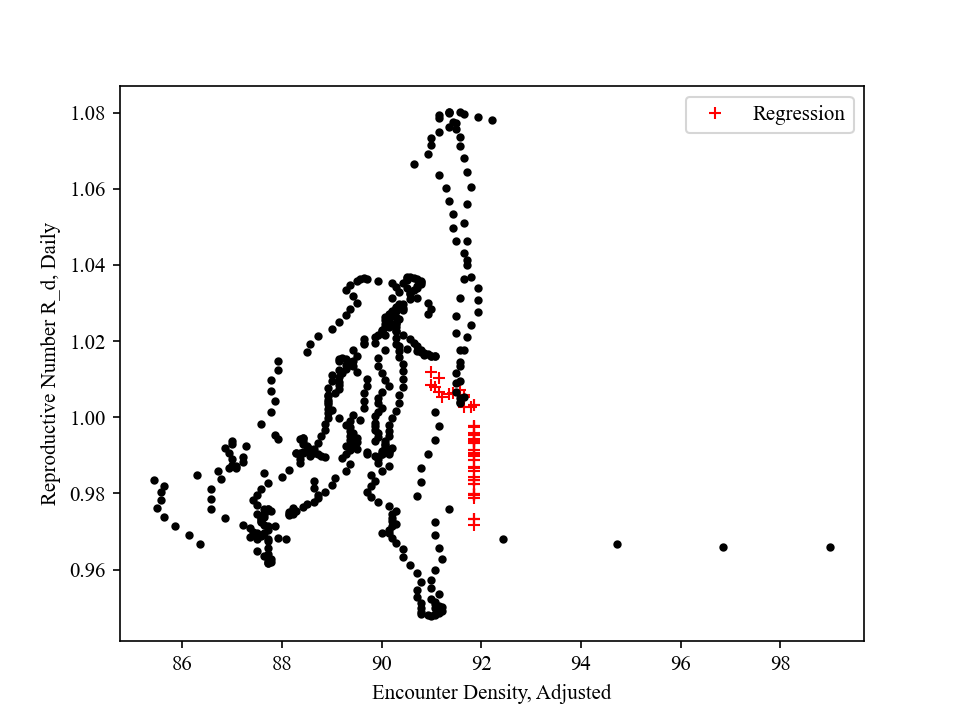 Regression
1.08
1.06
1.04
1.02
1.00
0.98
0.96
Reproductive Number R_d, Daily
86 88 90 92 94 96 98
Encounter Density, Adjusted